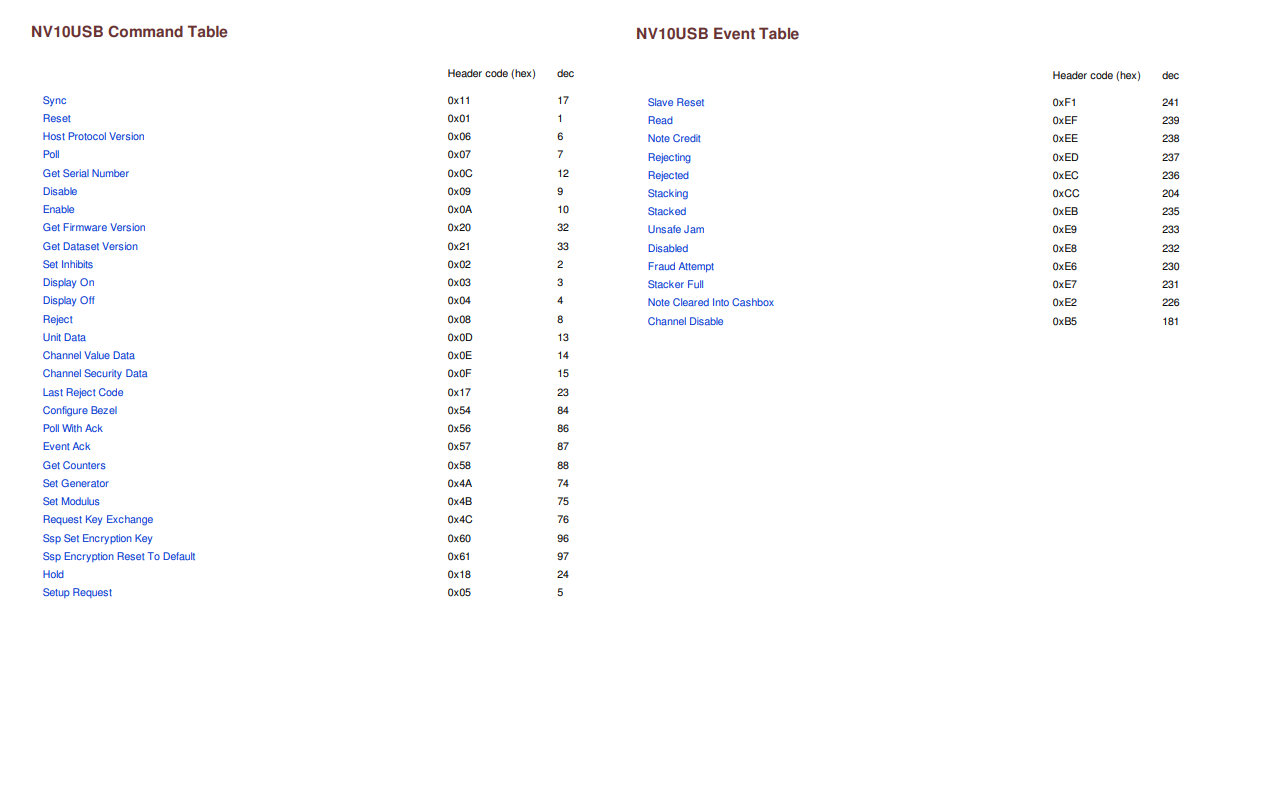 NV10USB Command Table
Header code (hex) dec
Sync 0x11 17
Reset 0x01 1
Host Protocol Version 0x06 6
Poll 0x07 7
Get Serial Number 0x0C 12
Disable 0x09 9
Enable 0x0A 10
Get Firmware Version 0x20 32
Get Dataset Version 0x21 33
Set Inhibits 0x02 2
Display On 0x03 3
Display Off 0x04 4
Reject 0x08 8
Unit Data 0x0D 13
Channel Value Data 0x0E 14
Channel Security Data 0x0F 15
Last Reject Code 0x17 23
Configure Bezel 0x54 84
Poll With Ack 0x56 86
Event Ack 0x57 87
Get Counters 0x58 88
Set Generator 0x4A 74
Set Modulus 0x4B 75
Request Key Exchange 0x4C 76
Ssp Set Encryption Key 0x60 96
Ssp Encryption Reset To Default 0x61 97
Hold 0x18 24
Setup Request 0x05 5
NV10USB Event Table
Header code (hex) dec
Slave Reset 0xF1 241
Read 0xEF 239
Note Credit 0xEE 238
Rejecting 0xED 237
Rejected 0xEC 236
Stacking 0xCC 204
Stacked 0xEB 235
Unsafe Jam 0xE9 233
Disabled 0xE8 232
Fraud Attempt 0xE6 230
Stacker Full 0xE7 231
Note Cleared Into Cashbox 0xE2 226
Channel Disable 0xB5 181